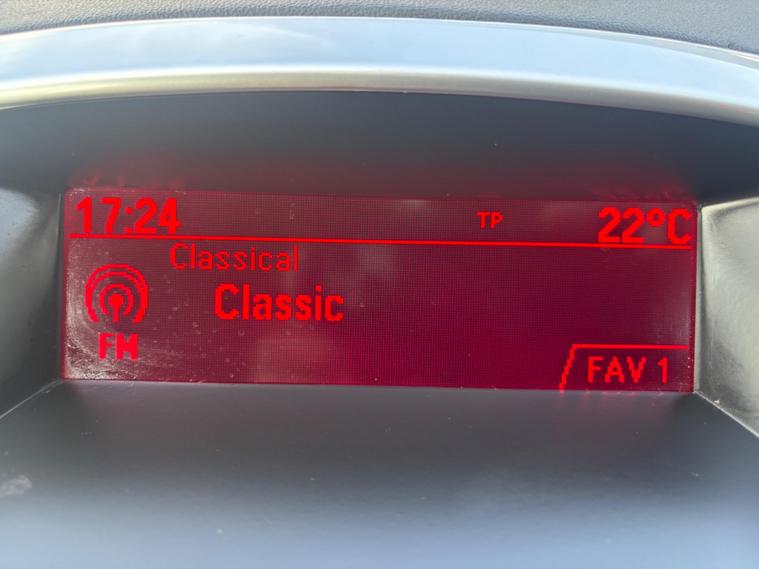 17:24 TP 22°C
Classical
Classic
FM
FAV 1